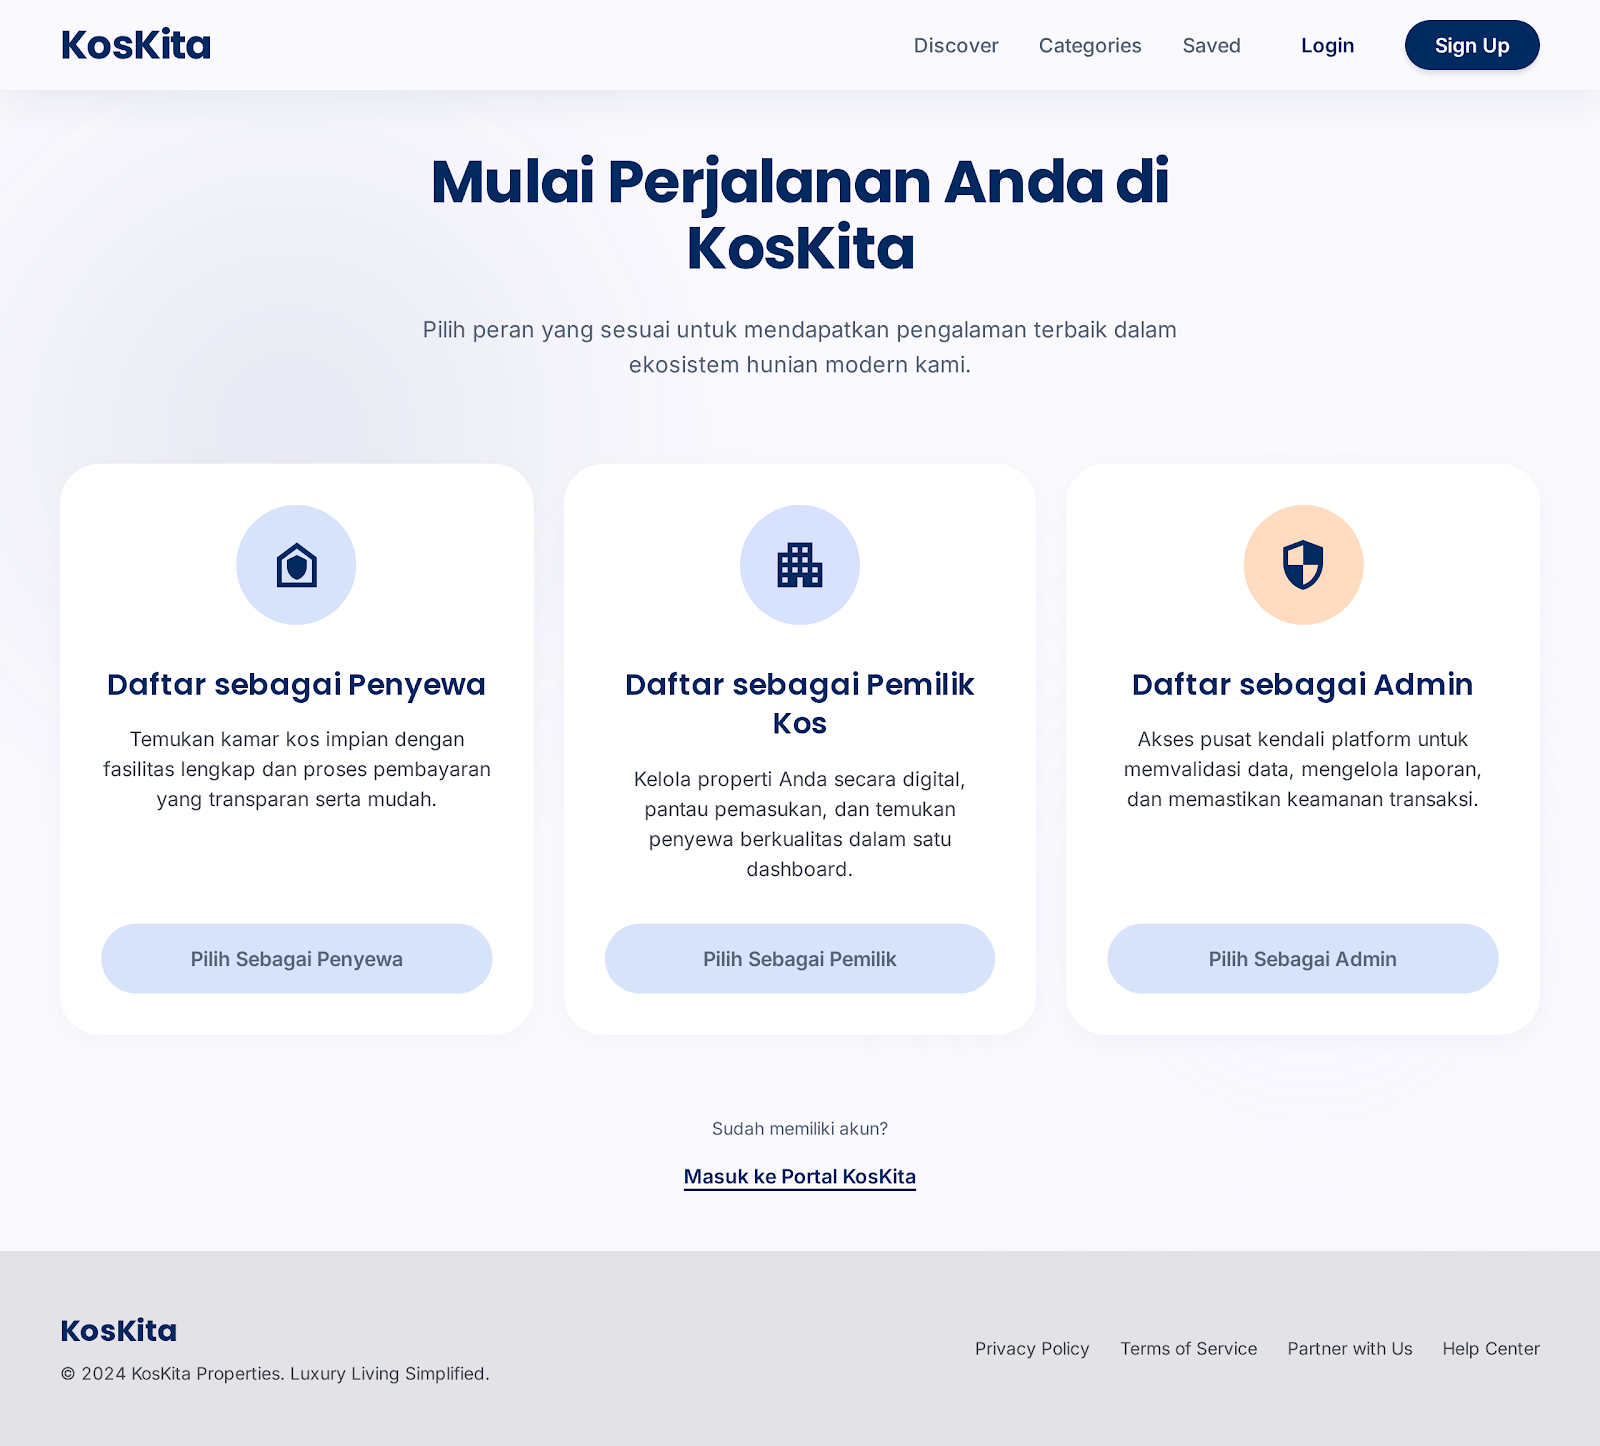 KosKita
Discover
Categories
Saved
Login
Sign Up
Mulai Perjalanan Anda di
KosKita
Pilih peran yang sesuai untuk mendapatkan pengalaman terbaik dalam
ekosistem hunian modern kami.
Daftar sebagai Penyewa
Temukan kamar kos impian dengan
fasilitas lengkap dan proses pembayaran
yang transparan serta mudah.
Pilih Sebagai Penyewa
Daftar sebagai Pemilik
Kos
Kelola properti Anda secara digital,
pantau pemasukan, dan temukan
penyewa berkualitas dalam satu
dashboard.
Pilih Sebagai Pemilik
Daftar sebagai Admin
Akses pusat kendali platform untuk
memvalidasi data, mengelola laporan,
dan memastikan keamanan transaksi.
Pilih Sebagai Admin
Sudah memiliki akun?
Masuk ke Portal KosKita
KosKita
© 2024 KosKita Properties. Luxury Living Simplified.
Privacy Policy
Terms of Service
Partner with Us
Help Center